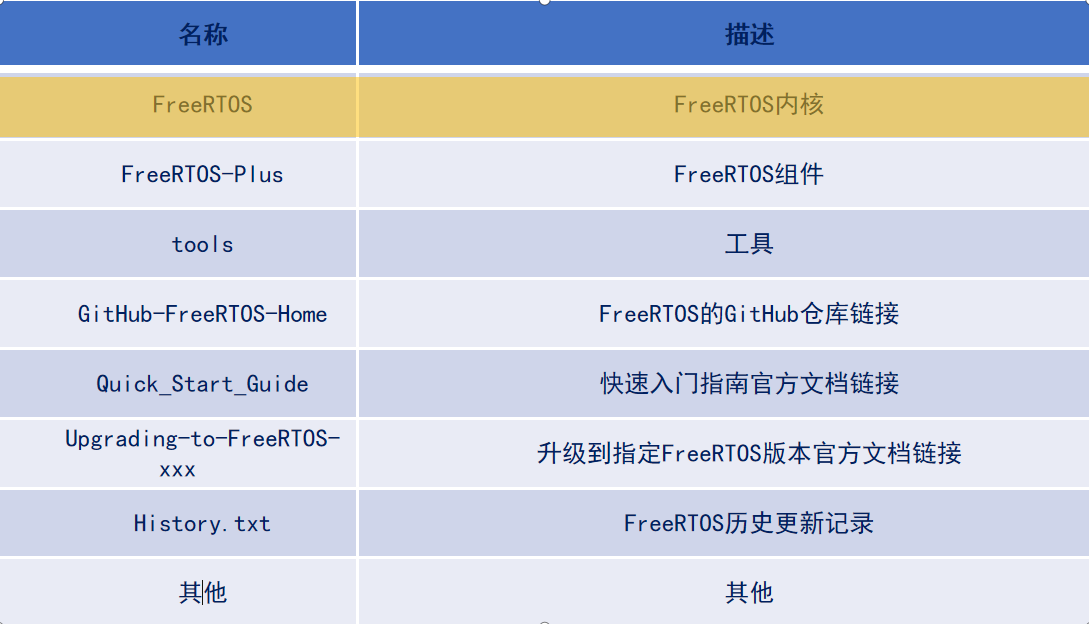 名称 描述
FreeRTOS FreeRTOS内核
FreeRTOS-Plus FreeRTOS组件
tools 工具
GitHub-FreeRTOS-Home FreeRTOS的GitHub仓库链接
Quick_Start_Guide 快速入门指南官方文档链接
Upgrading-to-FreeRTOS-
xxx 升级到指定FreeRTOS版本官方文档链接
History.txt FreeRTOS历史更新记录
其他 其他